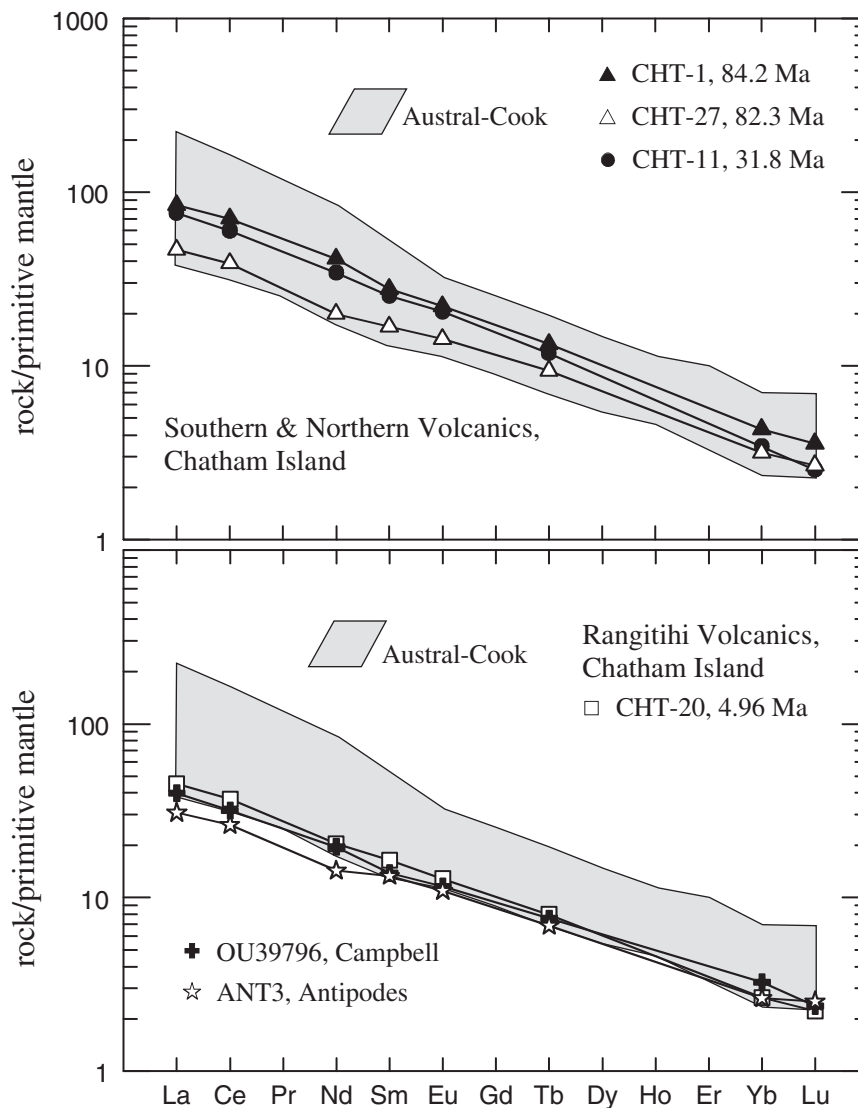 1000
100
10
1
rock/primitive mantle
Austral-Cook
CHT-1, 84.2 Ma
CHT-27, 82.3 Ma
CHT-11, 31.8 Ma
Southern & Northern Volcanics,
Chatham Island
100
10
1
rock/primitive mantle
Austral-Cook
Rangitihi Volcanics,
Chatham Island
CHT-20, 4.96 Ma
OU39796, Campbell
ANT3, Antipodes
La Ce Pr Nd Sm Eu Gd Tb Dy Ho Er Yb Lu